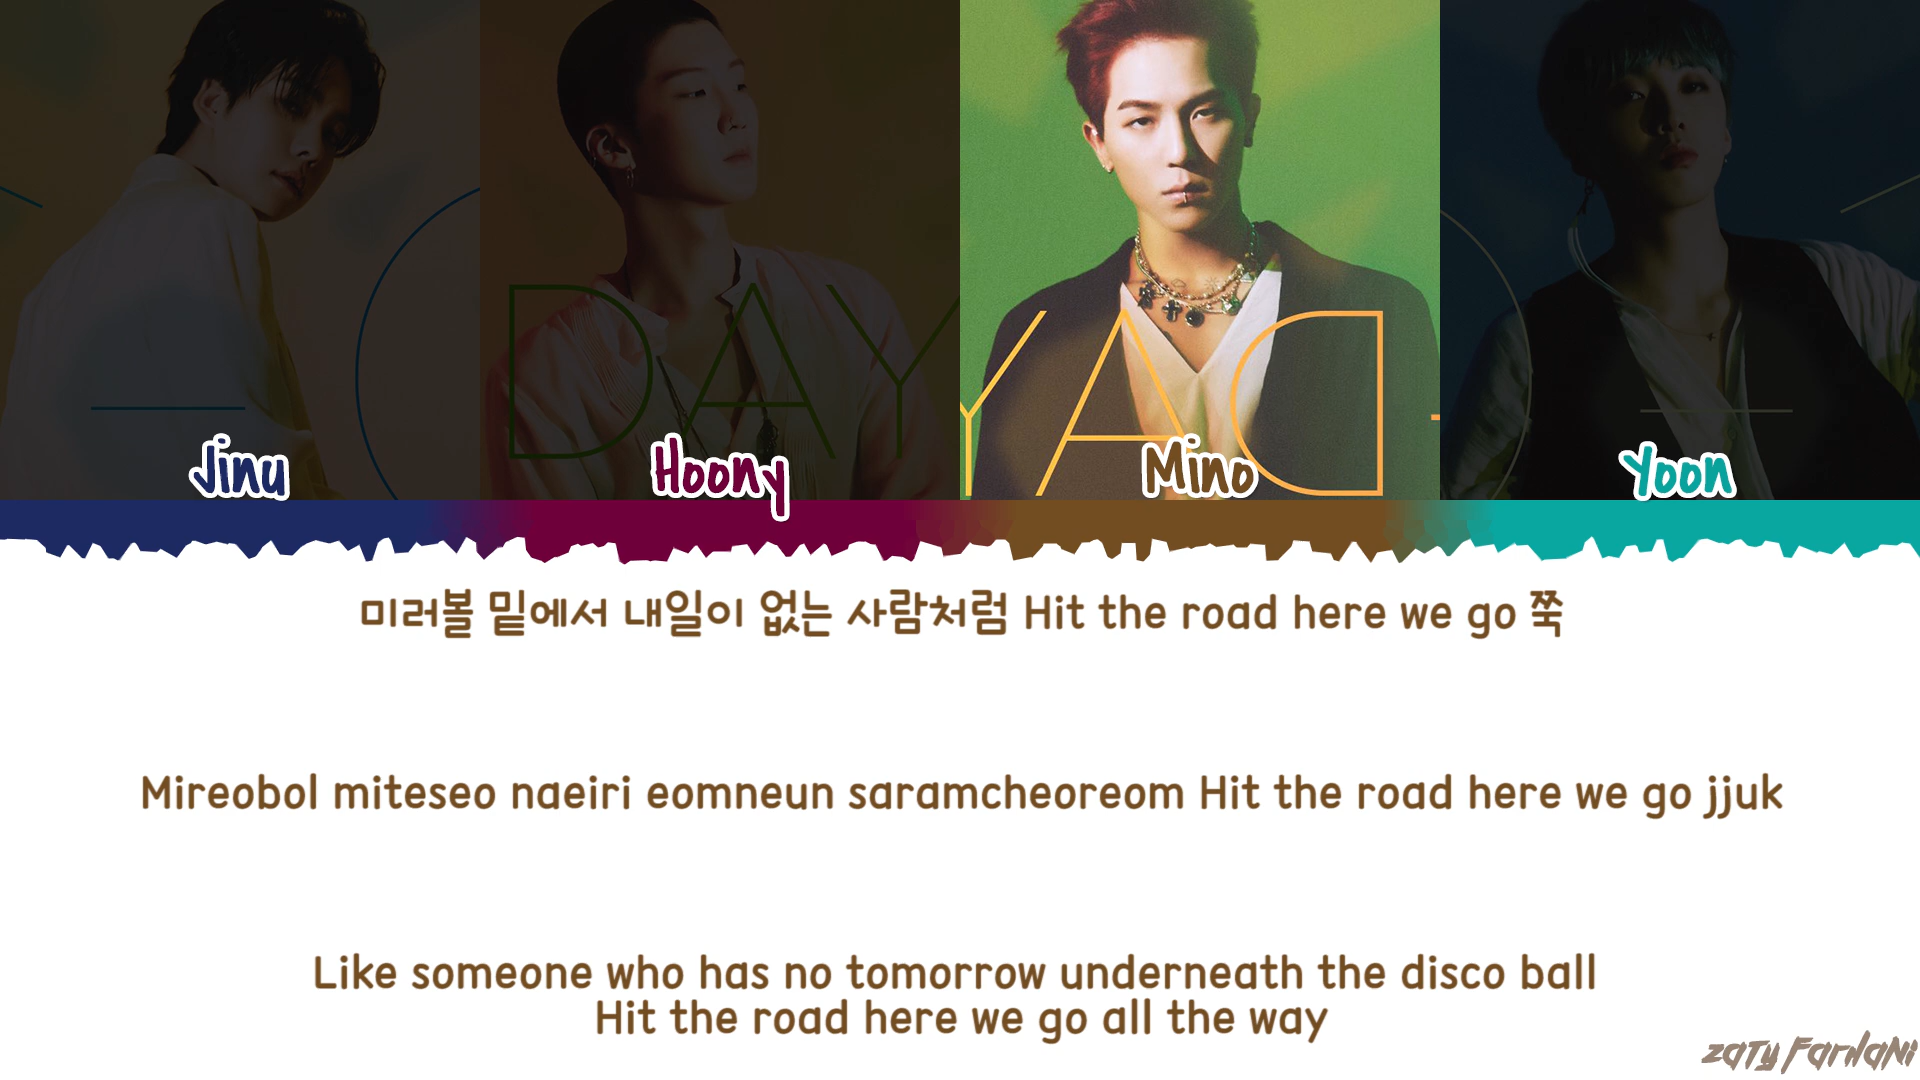 DAY
YAD
Jinu
Hoony
Mino
Yoon
미러볼 밑에서 내일이 없는 사람처럼 Hit the road here we go 쭉
Mireobol miteseo naeiri eomneun saramcheoreom Hit the road here we go jjuk
Like someone who has no tomorrow underneath the disco ball
Hit the road here we go all the way
Zaty Fardani